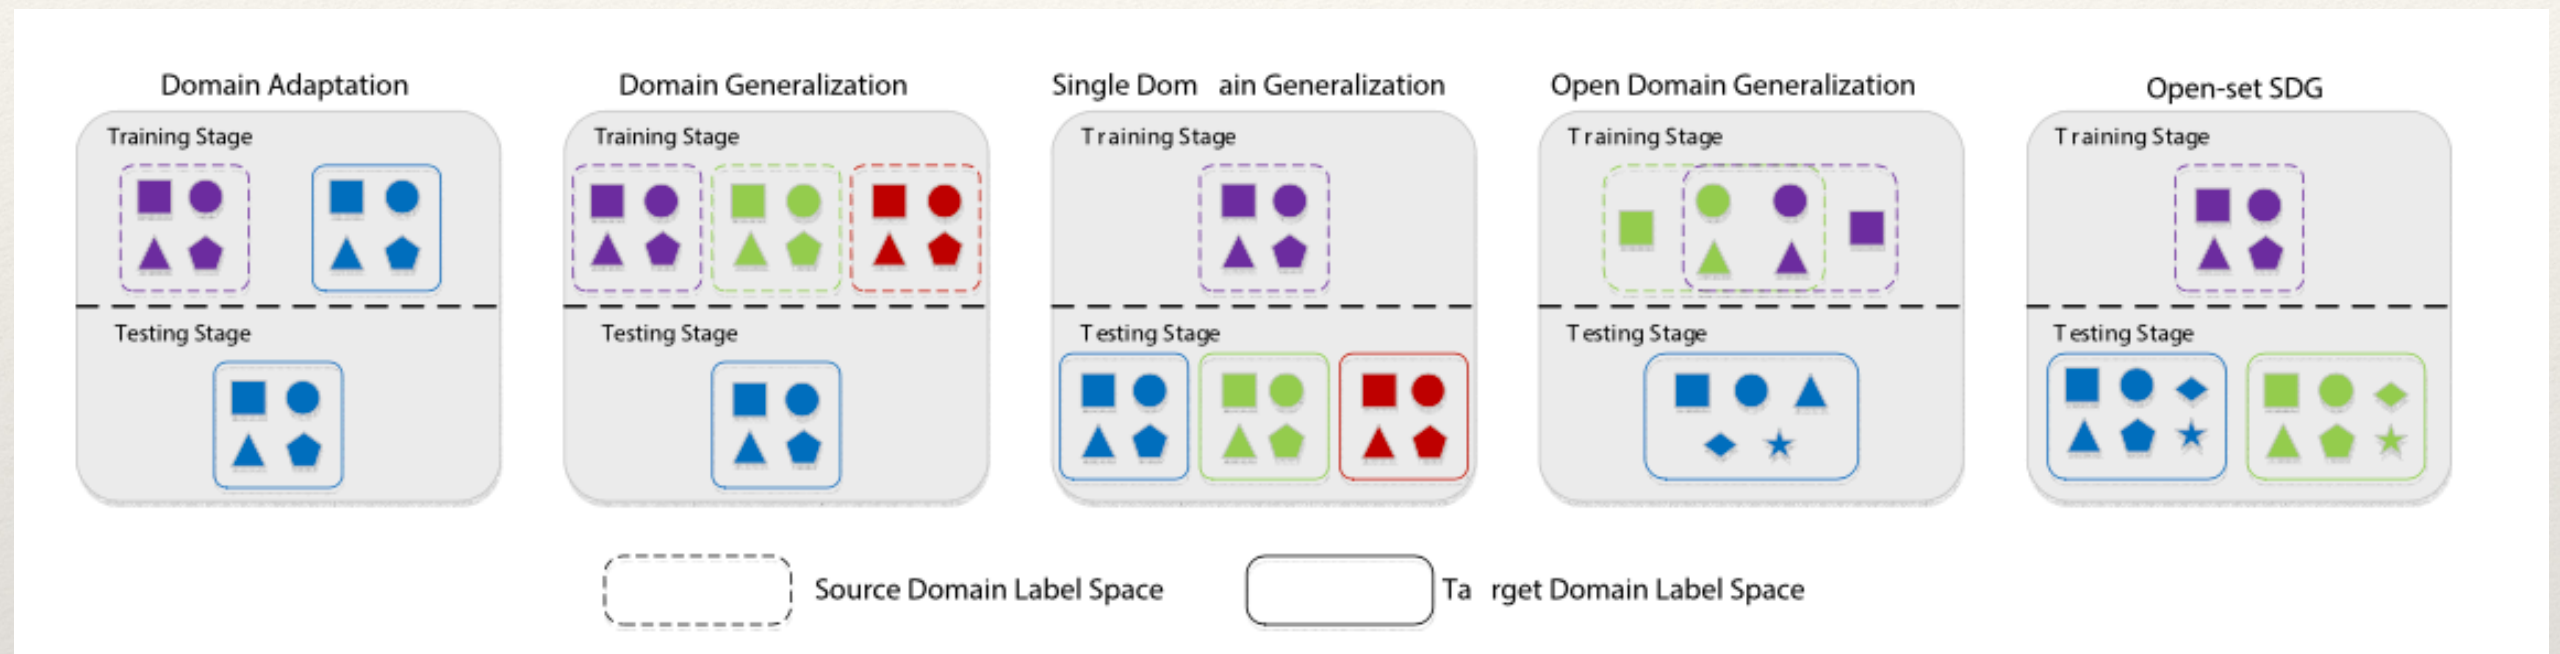 Domain Adaptation
Training Stage
Testing Stage
Domain Generalization
Training Stage
Testing Stage
Single Dom ain Generalization
Training Stage
Testing Stage
Open Domain Generalization
Training Stage
Testing Stage
Open-set SDG
Training Stage
Testing Stage
Source Domain Label Space
Ta rget Domain Label Space